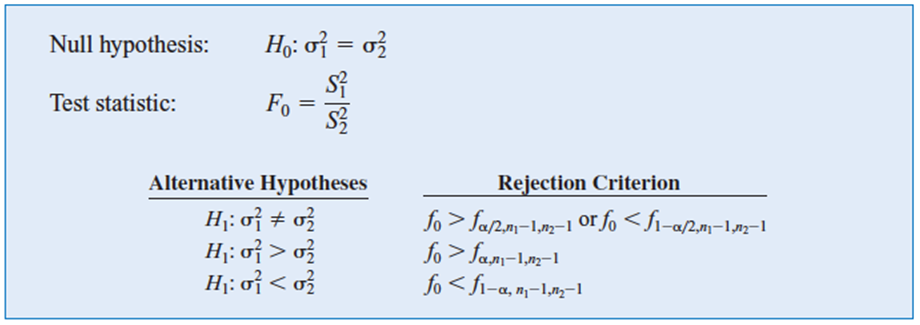 Null hypothesis: H₀: σ₁² = σ₂²
Test statistic: F₀ = S₁² / S₂²
Alternative Hypotheses Rejection Criterion
H₁: σ₁² ≠ σ₂² f₀ > f_{α/2,n₁−1,n₂−1} or f₀ < f_{1−α/2,n₁−1,n₂−1}
H₁: σ₁² > σ₂² f₀ > f_{α,n₁−1,n₂−1}
H₁: σ₁² < σ₂² f₀ < f_{1−α, n₁−1,n₂−1}